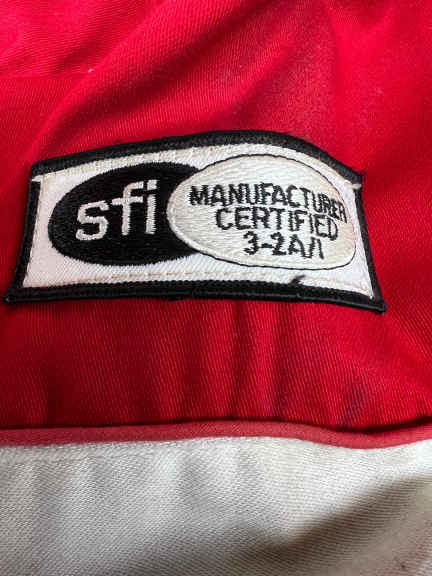 sfi
MANUFACTURER
CERTIFIED
3-2A/1